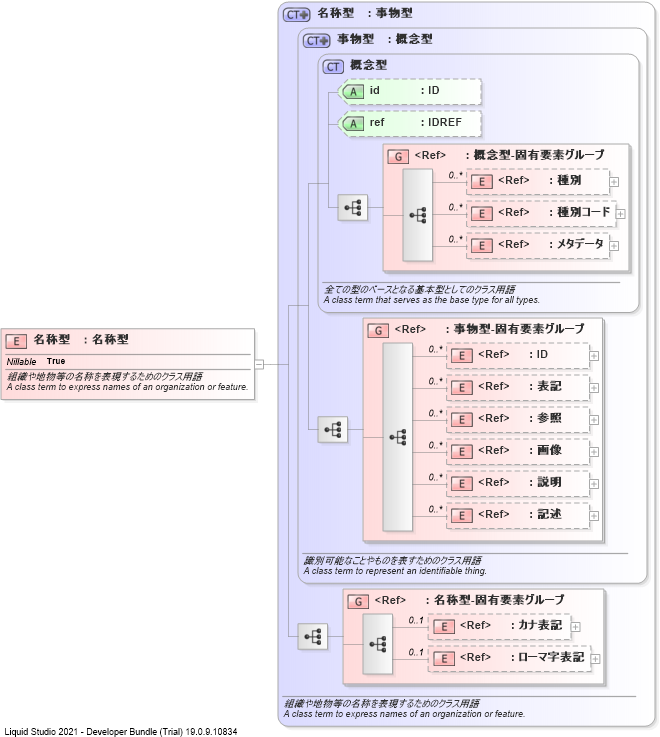 CT 名称型 : 事物型
CT 事物型 : 概念型
CT 概念型
A id : ID
A ref : IDREF
G <Ref> : 概念型-固有要素グループ
0..* E <Ref> : 種別
0..* E <Ref> : 種別コード
0..* E <Ref> : メタデータ
全ての型のベースとなる基本型としてのクラス用語
A class term that serves as the base type for all types.
G <Ref> : 事物型-固有要素グループ
0..* E <Ref> : ID
0..* E <Ref> : 表記
0..* E <Ref> : 参照
0..* E <Ref> : 画像
0..* E <Ref> : 説明
0..* E <Ref> : 記述
E 名称型 : 名称型
Nillable True
組織や地物等の名称を表現するためのクラス用語
A class term to express names of an organization or feature.
識別可能なことやものを表すためのクラス用語
A class term to represent an identifiable thing.
G <Ref> : 名称型-固有要素グループ
0..1 E <Ref> : カナ表記
0..1 E <Ref> : ローマ字表記
組織や地物等の名称を表現するためのクラス用語
A class term to express names of an organization or feature.
Liquid Studio 2021 - Developer Bundle (Trial) 19.0.9.10834